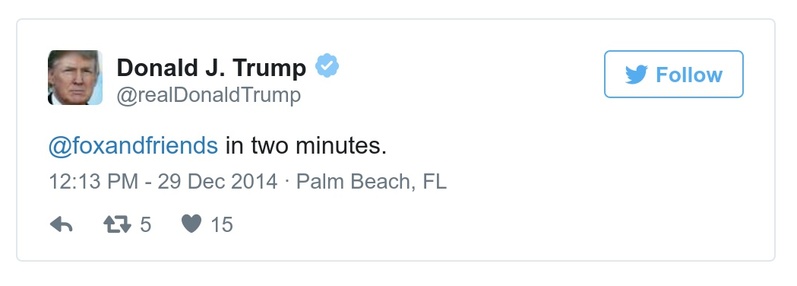 Donald J. Trump
@realDonaldTrump
Follow
@foxandfriends in two minutes.
12:13 PM - 29 Dec 2014 · Palm Beach, FL
5 15